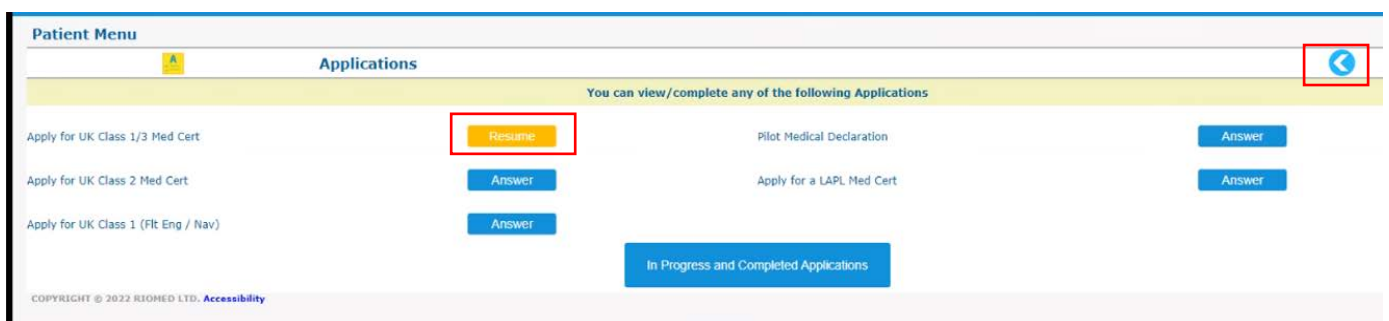 Patient Menu
Applications
You can view/complete any of the following Applications
Apply for UK Class 1/3 Med Cert Resume Pilot Medical Declaration Answer
Apply for UK Class 2 Med Cert Answer Apply for a LAPL Med Cert Answer
Apply for UK Class 1 (Flt Eng / Nav) Answer
In Progress and Completed Applications
COPYRIGHT © 2022 RIOMED LTD. Accessibility